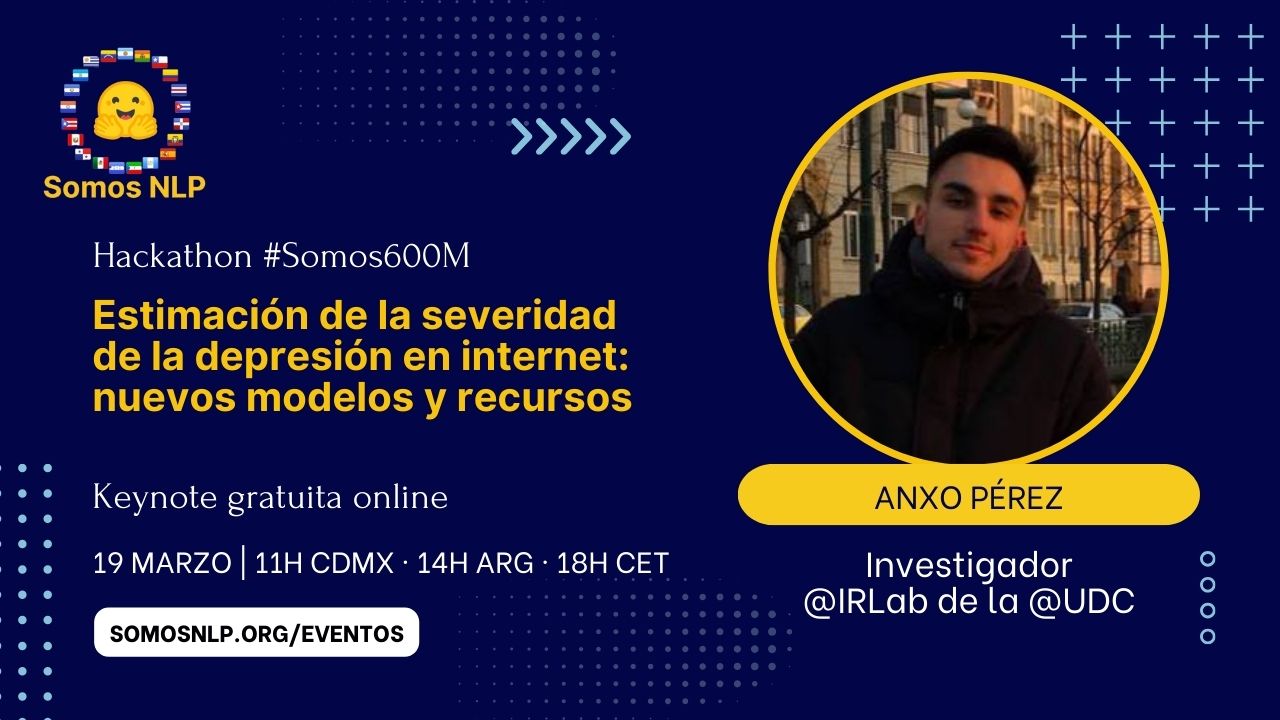 Somos NLP
Hackathon #Somos600M
Estimación de la severidad
de la depresión en internet:
nuevos modelos y recursos
Keynote gratuita online
19 MARZO | 11H CDMX · 14H ARG · 18H CET
SOMOSNLP.ORG/EVENTOS
ANXO PÉREZ
Investigador
@IRLab de la @UDC